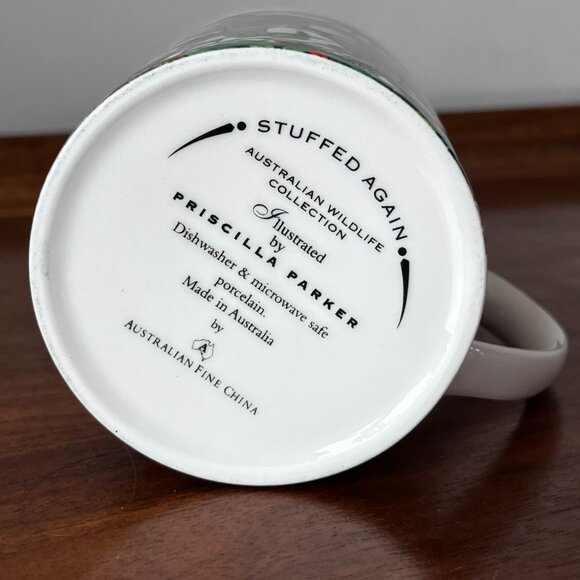 STUFFED AGAIN
AUSTRALIAN WILDLIFE
COLLECTION
Illustrated
by
PRISCILLA PARKER
Dishwasher & microwave safe
porcelain.
Made in Australia
by
A
AUSTRALIAN FINE CHINA